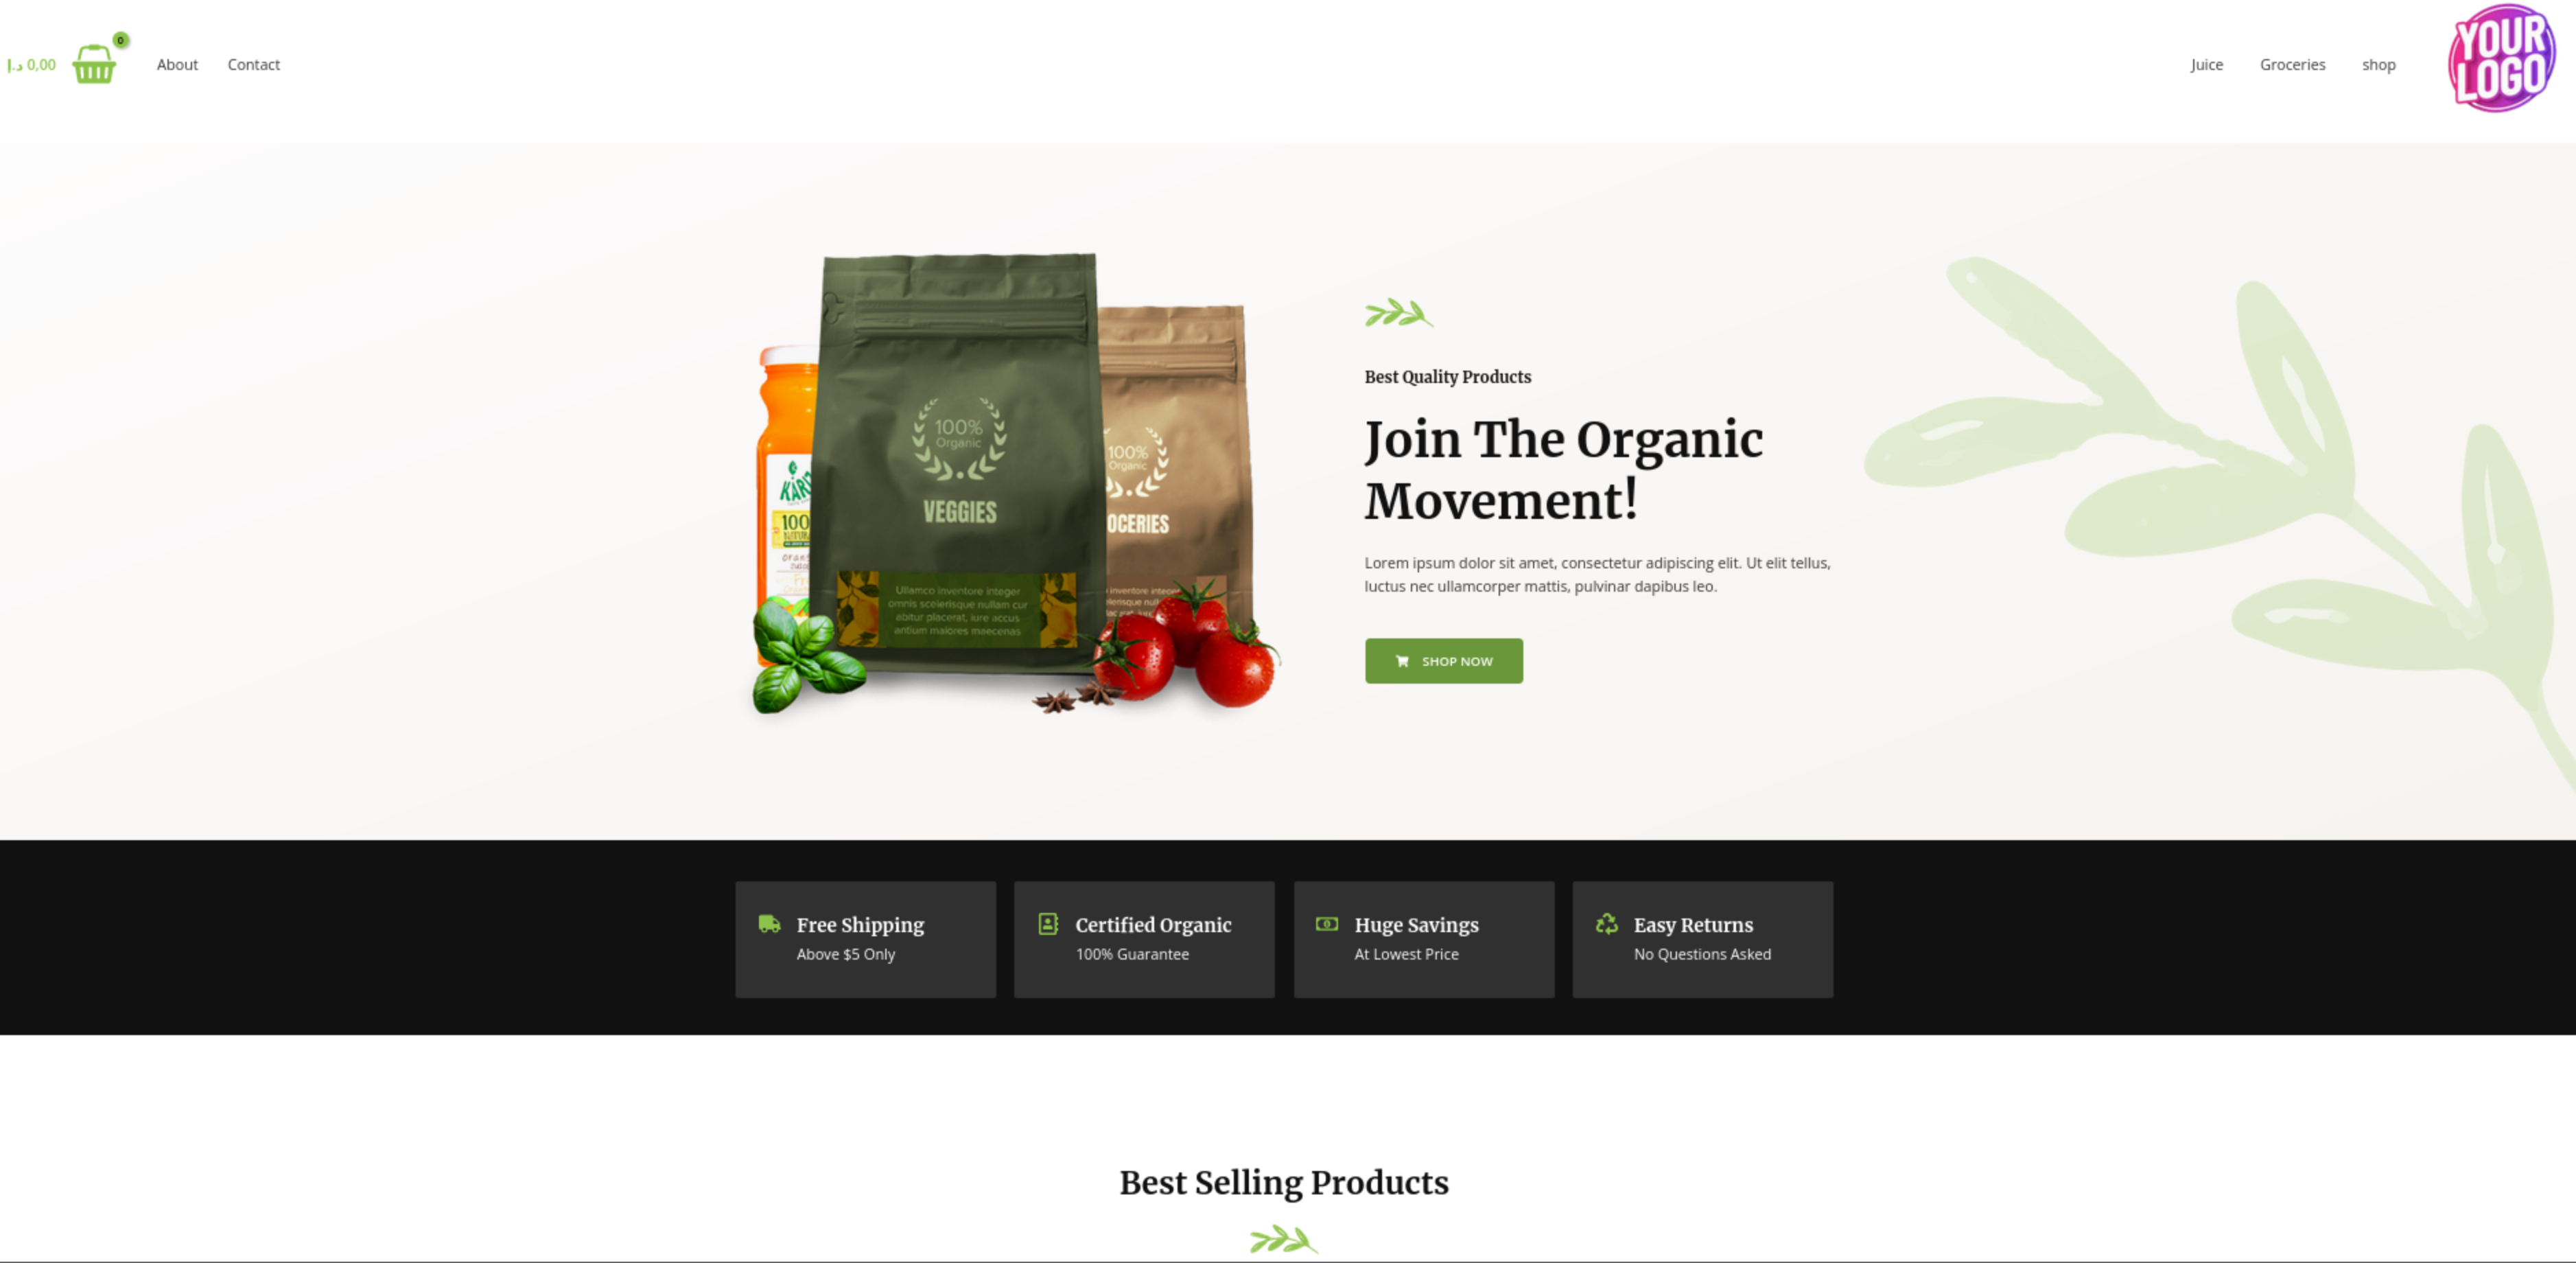 د.إ 0,00
0
About
Contact
Juice
Groceries
shop
YOUR
LOGO
100%
Organic
VEGGIES
Ullamco inventore integer
omnis scelerisque nullam cur
abitur placerat, iure accus
antium maiores maecenas
100%
Organic
OCERIES
inventore
KAR
100
Best Quality Products
Join The Organic
Movement!
Lorem ipsum dolor sit amet, consectetur adipiscing elit. Ut elit tellus,
luctus nec ullamcorper mattis, pulvinar dapibus leo.
SHOP NOW
Free Shipping
Above $5 Only
Certified Organic
100% Guarantee
Huge Savings
At Lowest Price
Easy Returns
No Questions Asked
Best Selling Products